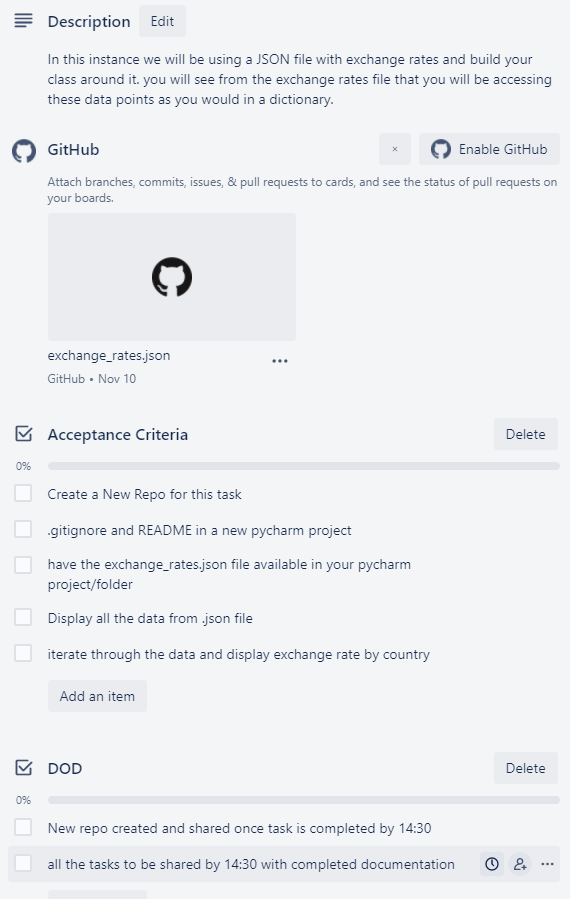 Description
Edit
In this instance we will be using a JSON file with exchange rates and build your
class around it. you will see from the exchange rates file that you will be accessing
these data points as you would in a dictionary.
GitHub
×
Enable GitHub
Attach branches, commits, issues, & pull requests to cards, and see the status of pull requests on
your boards.
exchange_rates.json
GitHub • Nov 10
Acceptance Criteria
Delete
0%
Create a New Repo for this task
.gitignore and README in a new pycharm project
have the exchange_rates.json file available in your pycharm
project/folder
Display all the data from .json file
iterate through the data and display exchange rate by country
Add an item
DOD
Delete
0%
New repo created and shared once task is completed by 14:30
all the tasks to be shared by 14:30 with completed documentation